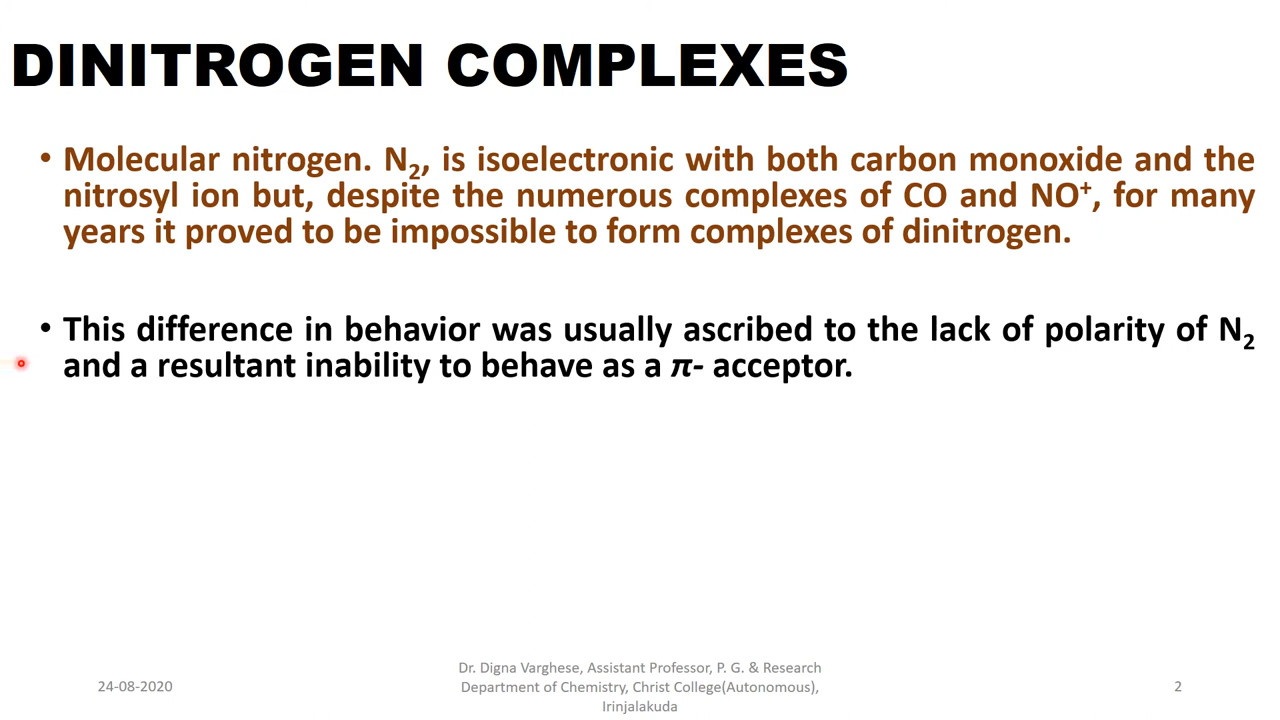 DINITROGEN COMPLEXES
• Molecular nitrogen. N₂, is isoelectronic with both carbon monoxide and the
nitrosyl ion but, despite the numerous complexes of CO and NO⁺, for many
years it proved to be impossible to form complexes of dinitrogen.
• This difference in behavior was usually ascribed to the lack of polarity of N₂
and a resultant inability to behave as a π- acceptor.
24-08-2020
Dr. Digna Varghese, Assistant Professor, P. G. & Research
Department of Chemistry, Christ College(Autonomous),
Irinjalakuda
2